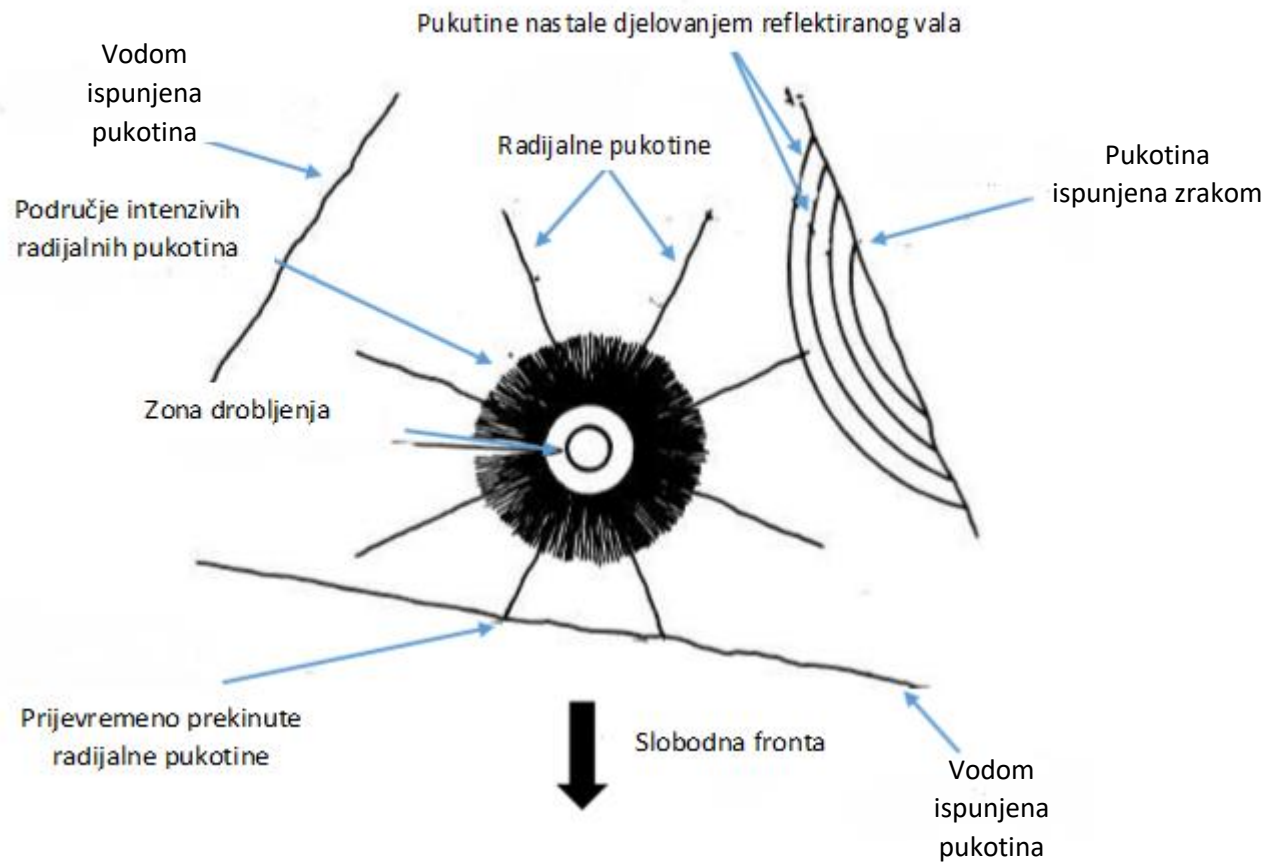 Pukutine nastale djelovanjem reflektiranog vala
Vodom
ispunjena
pukotina
Radijalne pukotine
Pukotina
ispunjena zrakom
Područje intenzivih
radijalnih pukotina
Zona drobljenja
Prijevremeno prekinute
radijalne pukotine
Slobodna fronta
Vodom
ispunjena
pukotina